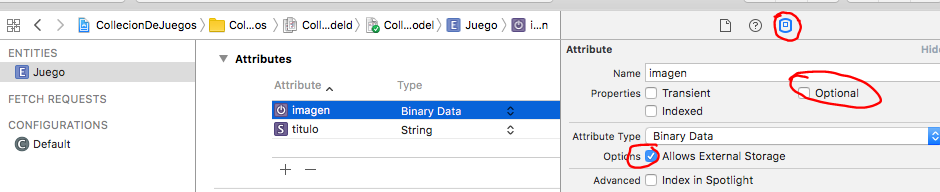 CollecionDeJuegos Col...os Coll...deld Coll...odel E Juego i...n
ENTITIES
E Juego
FETCH REQUESTS
CONFIGURATIONS
C Default
Attributes
Attribute Type
imagen Binary Data
S titulo String
+ −
Attribute Hide
Name imagen
Properties Transient Optional
Indexed
Attribute Type Binary Data
Options Allows External Storage
Advanced Index in Spotlight